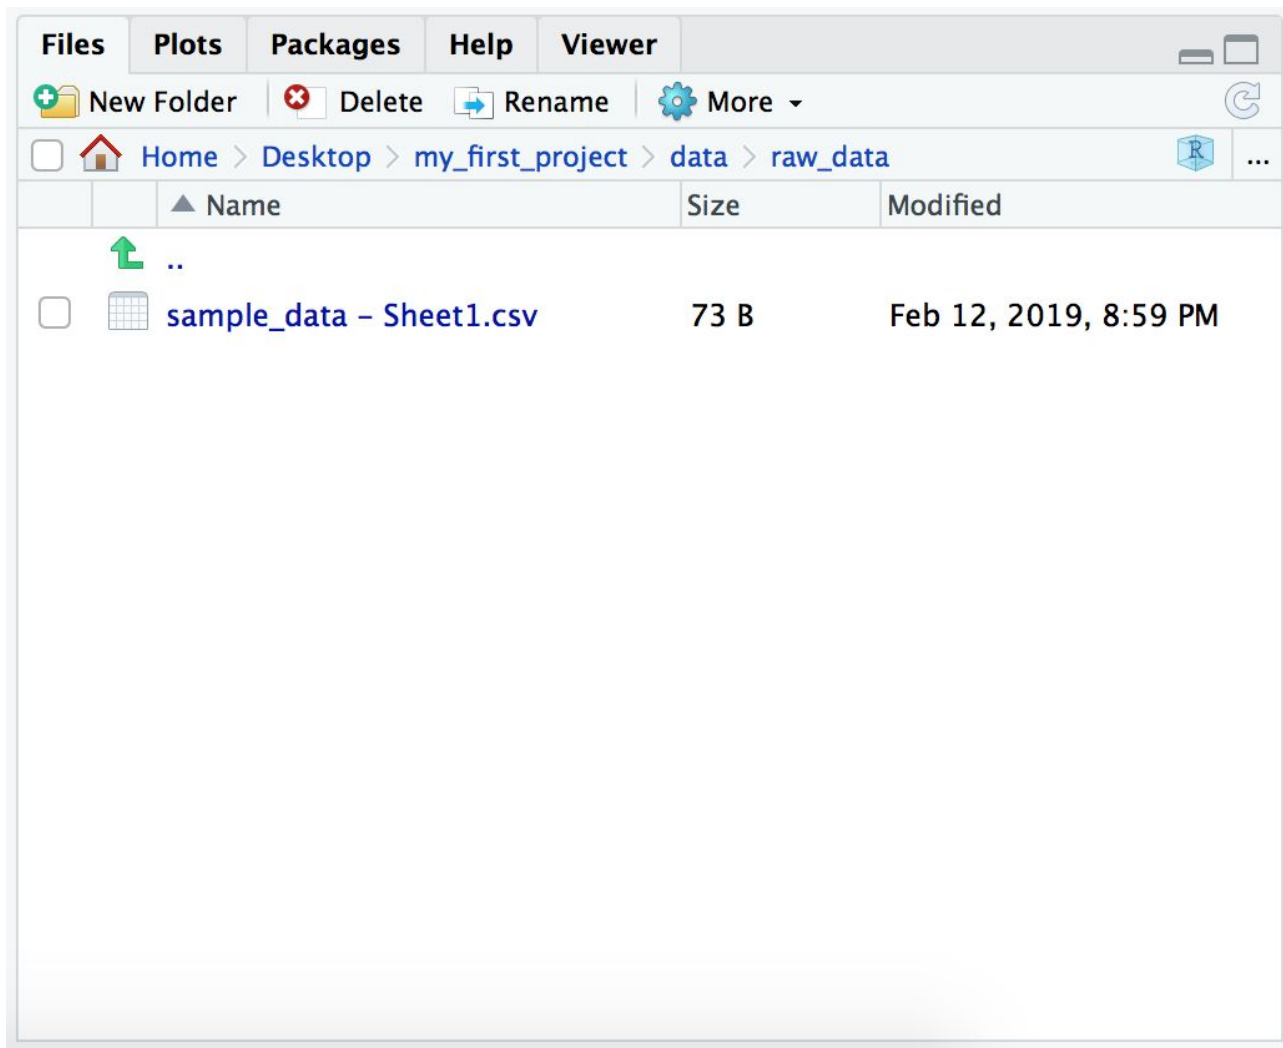 Files Plots Packages Help Viewer
New Folder Delete Rename More
Home > Desktop > my_first_project > data > raw_data R ...
Name Size Modified
..
sample_data – Sheet1.csv 73 B Feb 12, 2019, 8:59 PM